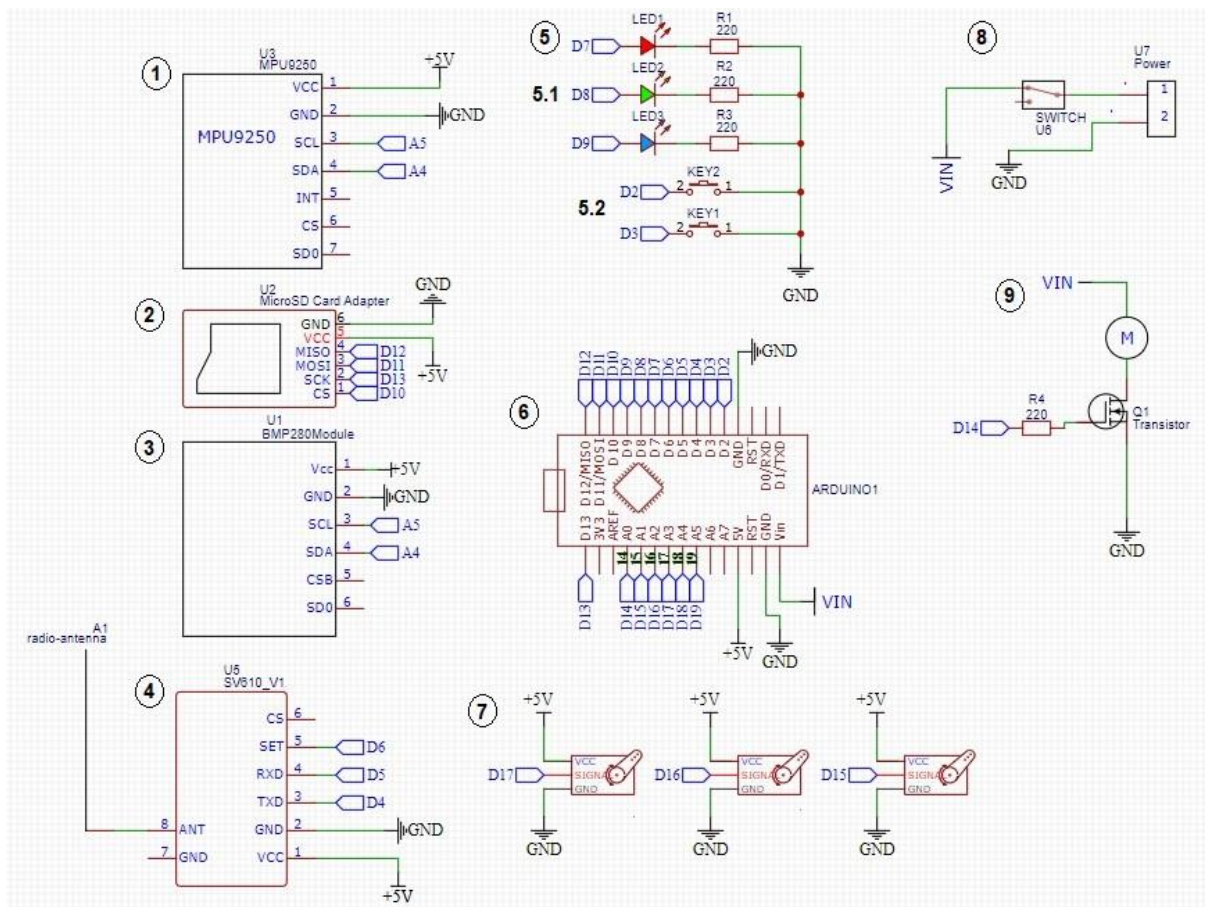 1
U3
MPU9250
MPU9250
VCC 1
GND 2
SCL 3
SDA 4
INT 5
CS 6
SD0 7
+5V
GND
A5
A4
2
U2
MicroSD Card Adapter
GND 6
VCC 5
MISO 4
MOSI 3
SCK 2
CS 1
GND
+5V
D12
D11
D13
D10
3
U1
BMP280Module
Vcc 1
GND 2
SCL 3
SDA 4
CSB 5
SD0 6
+5V
GND
A5
A4
A1
radio-antenna
4
U5
SV610_V1
CS 6
SET 5
RXD 4
TXD 3
GND 2
VCC 1
8 ANT
7 GND
D6
D5
D4
GND
+5V
5
5.1
5.2
D7 LED1 R1 220
D8 LED2 R2 220
D9 LED3 R3 220
D2 2 KEY2 1
D3 2 KEY1 1
GND
6
D12 D11 D10 D9 D8 D7 D6 D5 D4 D3 D2 GND
D12/MISO D11/MOSI D10 D9 D8 D7 D6 D5 D4 D3 D2 GND RST D0/RXD D1/TXD
ARDUINO1
D13 3V3 AREF A0 A1 A2 A3 A4 A5 A6 A7 5V RST GND Vin
14 15 16 17 18 19
D13 D14 D15 D16 D17 D18 D19
+5V GND VIN
7
+5V +5V +5V
VCC VCC VCC
D17 SIGNA D16 SIGNA D15 SIGNA
GND GND GND
GND GND GND
8
U7
Power
1
2
SWITCH
U6
VIN
GND
9
VIN
M
R4
220
D14
Q1
Transistor
GND